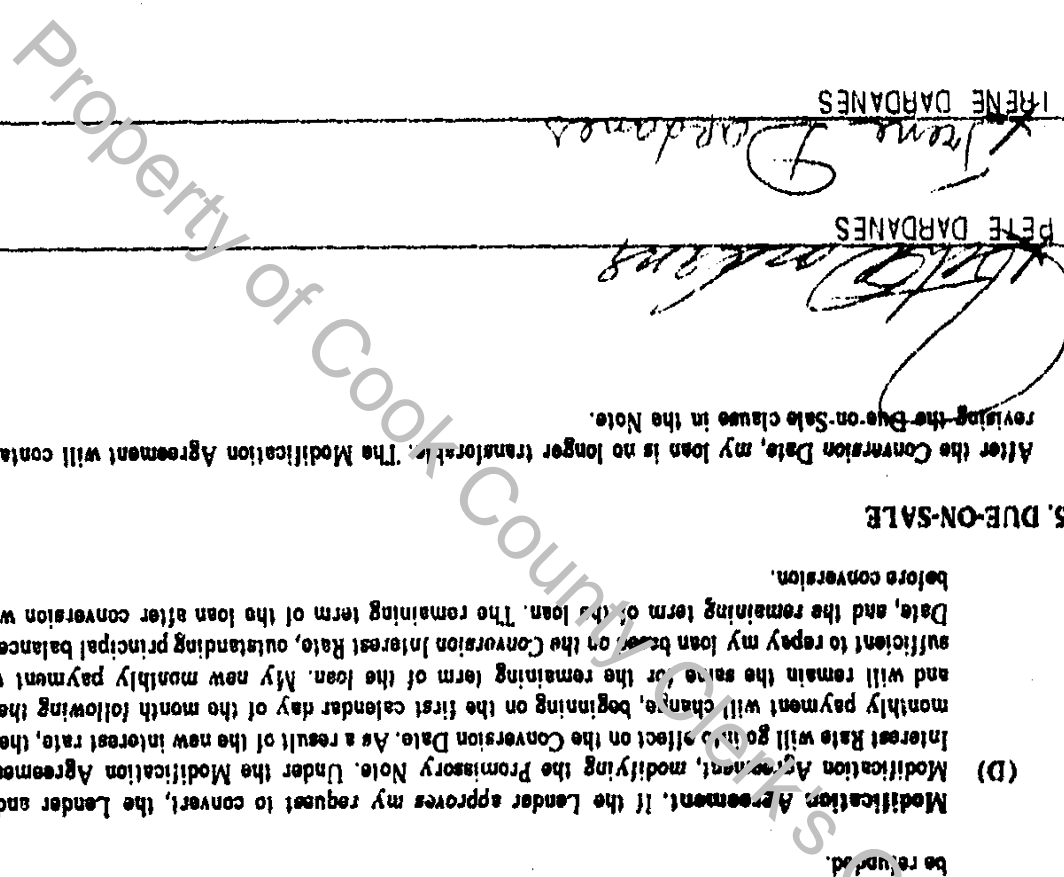 be refunded.
(D) Modification Agreement. If the Lender approves my request to convert, the Lender and
Modification Agreement, modifying the Promissory Note. Under the Modification Agreemen
Interest Rate will go into effect on the Conversion Date. As a result of the new interest rate, the
monthly payment will change, beginning on the first calendar day of the month following the
and will remain the same for the remaining term of the loan. My new monthly payment
sufficient to repay my loan based on the Conversion Interest Rate, outstanding principal balance
Date, and the remaining term of the loan. The remaining term of the loan after conversion w
before conversion.
5. DUE-ON-SALE
After the Conversion Date, my loan is no longer transferable. The Modification Agreement will conta
revising the Due-on-Sale clause in the Note.
PETE DARDANES
Irene Dardanes
IRENE DARDANES
Property of Cook County Clerk's O